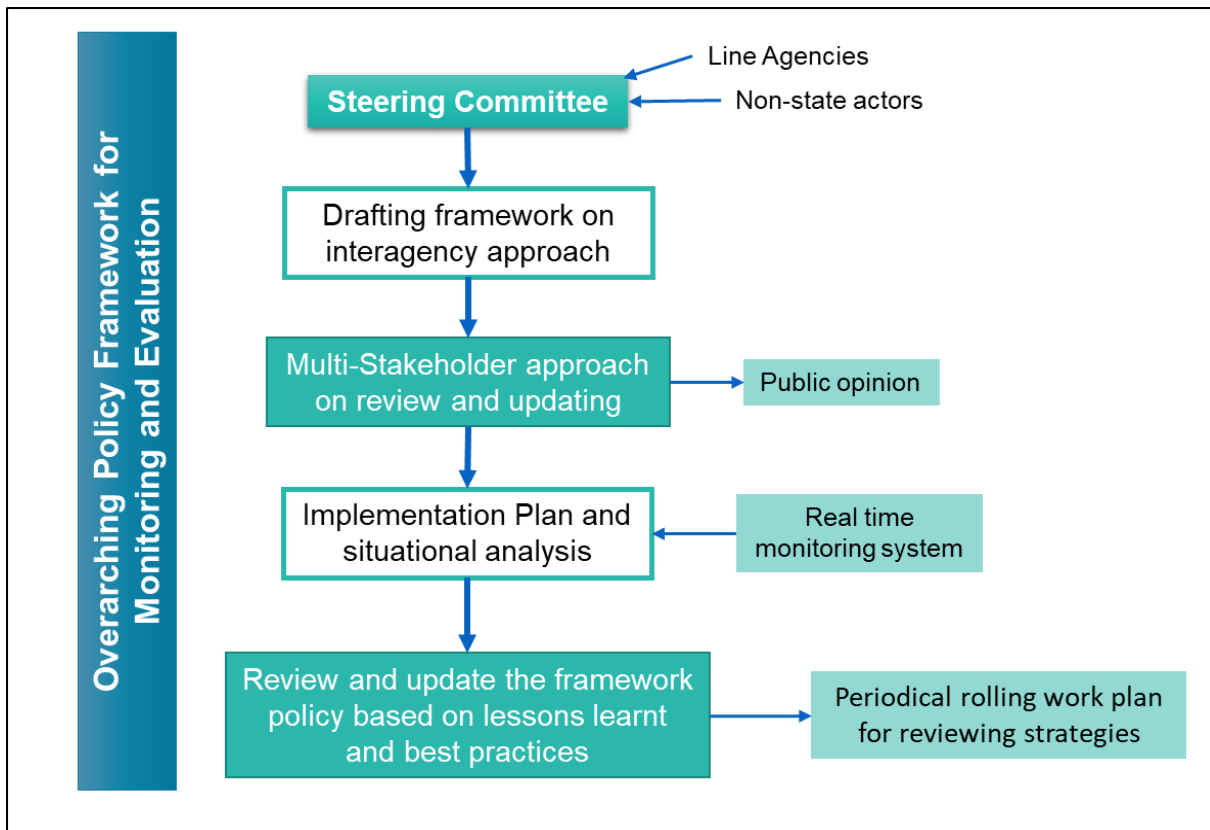 Overarching Policy Framework for
Monitoring and Evaluation
Line Agencies
Steering Committee
Non-state actors
Drafting framework on
interagency approach
Multi-Stakeholder approach
on review and updating
Public opinion
Implementation Plan and
situational analysis
Real time
monitoring system
Review and update the framework
policy based on lessons learnt
and best practices
Periodical rolling work plan
for reviewing strategies